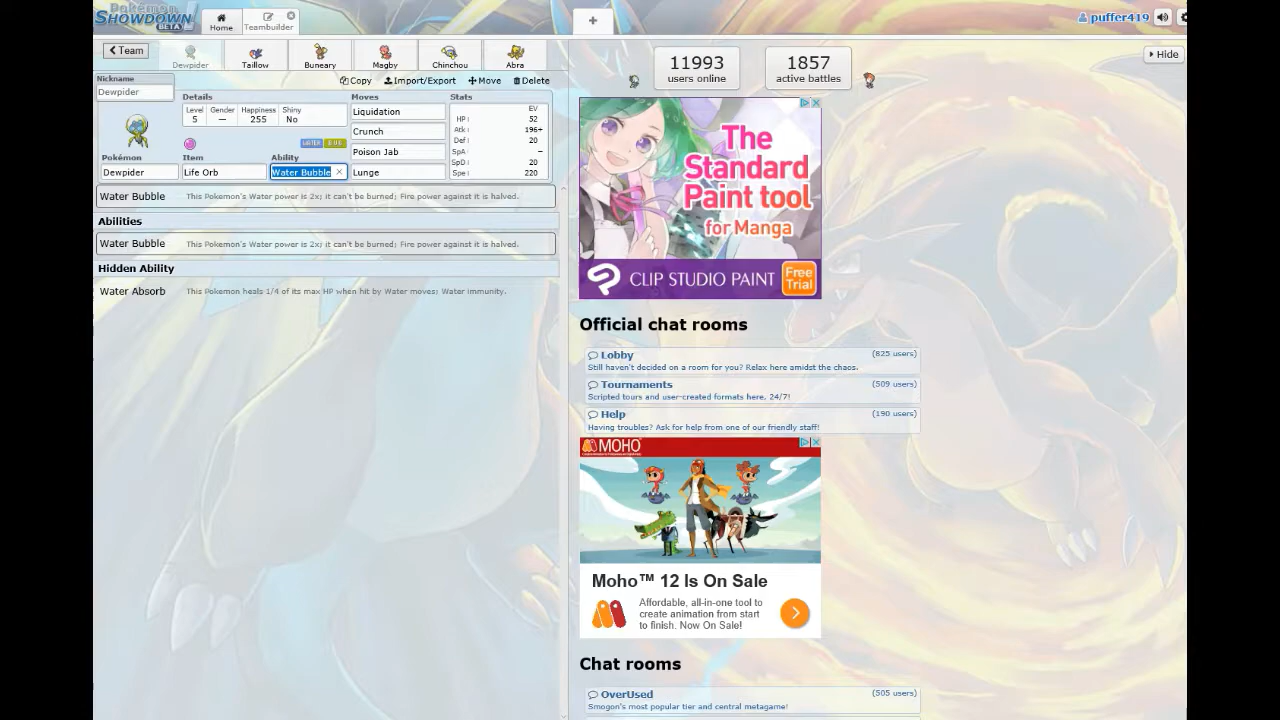 Pokémon
SHOWDOWN!
BETA
Home
Teambuilder
+
puffer419
Team
Dewpider
Taillow
Buneary
Magby
Chinchou
Abra
Copy
Import/Export
Move
Delete
Nickname
Dewpider
Details
Level
5
Gender
—
Happiness
255
Shiny
No
WATER
BUG
Pokémon
Dewpider
Item
Life Orb
Ability
Water Bubble
Moves
Liquidation
Crunch
Poison Jab
Lunge
Stats
EV
HP 52
Atk 196+
Def 20
SpA –
SpD 20
Spe 220
Water Bubble This Pokemon's Water power is 2x; it can't be burned; Fire power against it is halved.
Abilities
Water Bubble This Pokemon's Water power is 2x; it can't be burned; Fire power against it is halved.
Hidden Ability
Water Absorb This Pokemon heals 1/4 of its max HP when hit by Water moves; Water immunity.
11993
users online
1857
active battles
Hide
The
Standard
Paint tool
for Manga
CLIP STUDIO PAINT
Free
Trial
Official chat rooms
Lobby (825 users)
Still haven't decided on a room for you? Relax here amidst the chaos.
Tournaments (509 users)
Scripted tours and user-created formats here, 24/7!
Help (190 users)
Having troubles? Ask for help from one of our friendly staff!
MOHO
Moho™ 12 Is On Sale
Affordable, all-in-one tool to
create animation from start
to finish. Now On Sale!
Chat rooms
OverUsed (505 users)
Smogon's most popular tier and central metagame!